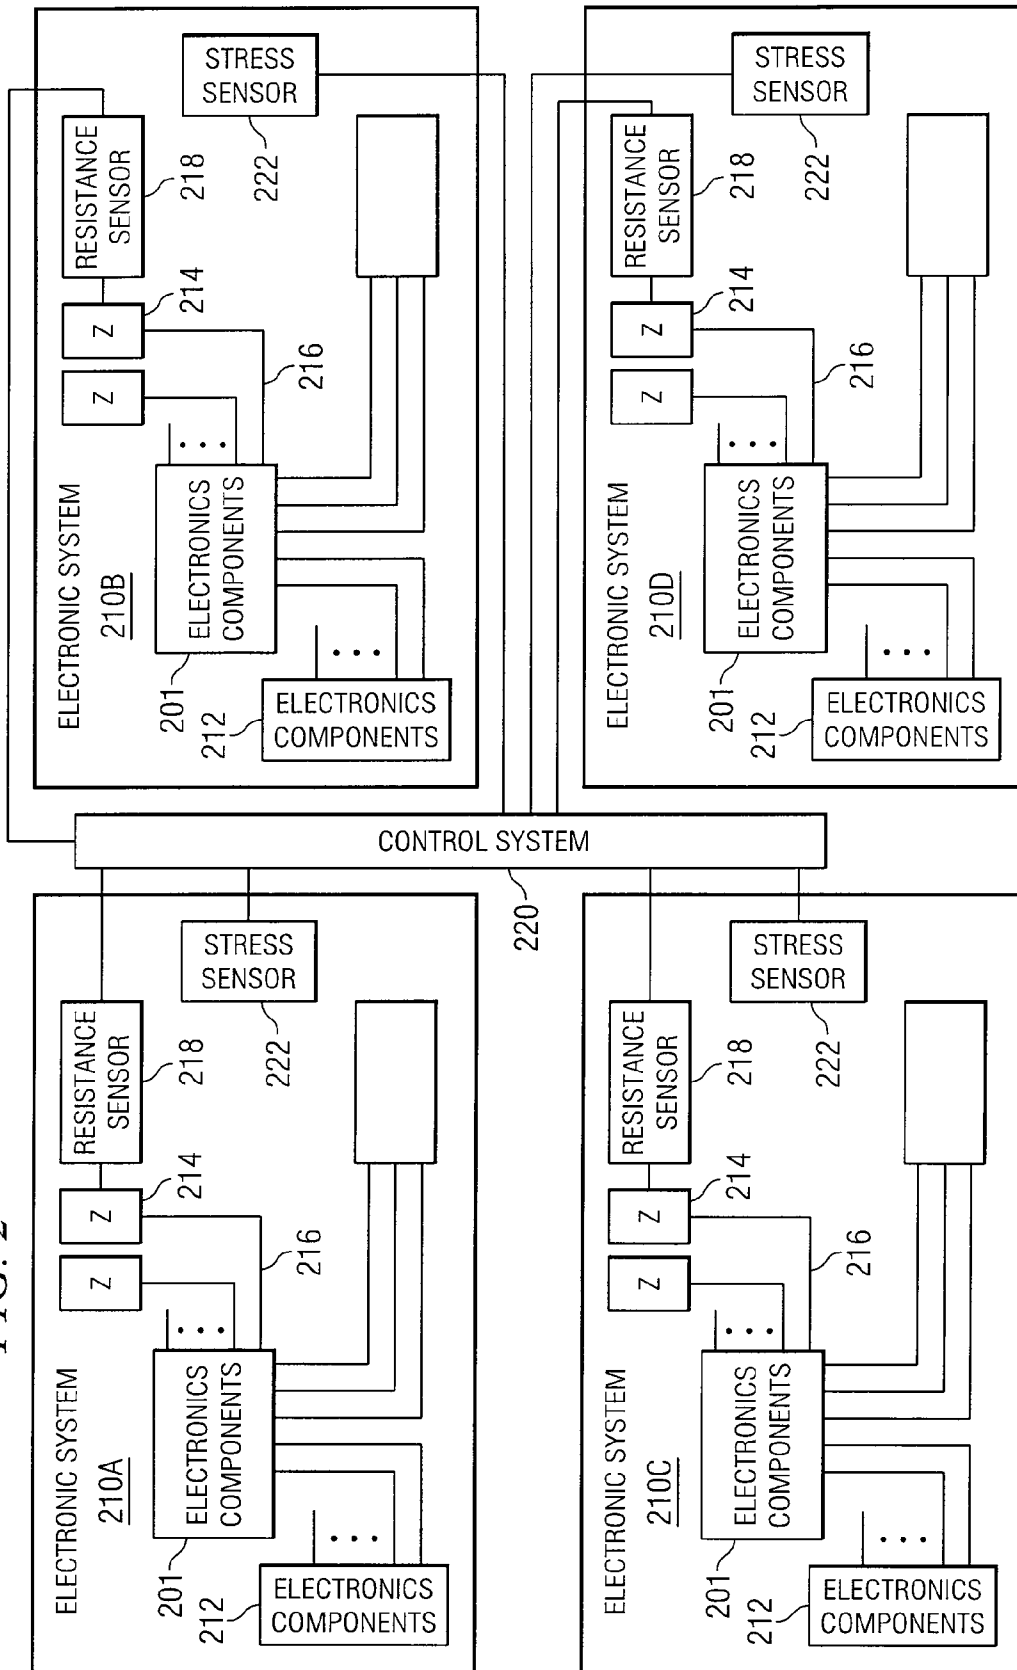 FIG. 2
ELECTRONIC SYSTEM
210A
Z
Z
RESISTANCE
SENSOR
214
218
201
ELECTRONICS
COMPONENTS
216
STRESS
SENSOR
222
212
ELECTRONICS
COMPONENTS
ELECTRONIC SYSTEM
210B
Z
Z
RESISTANCE
SENSOR
214
218
201
ELECTRONICS
COMPONENTS
216
STRESS
SENSOR
222
212
ELECTRONICS
COMPONENTS
CONTROL SYSTEM
220
ELECTRONIC SYSTEM
210C
Z
Z
RESISTANCE
SENSOR
214
218
201
ELECTRONICS
COMPONENTS
216
STRESS
SENSOR
222
212
ELECTRONICS
COMPONENTS
ELECTRONIC SYSTEM
210D
Z
Z
RESISTANCE
SENSOR
214
218
201
ELECTRONICS
COMPONENTS
216
STRESS
SENSOR
222
212
ELECTRONICS
COMPONENTS